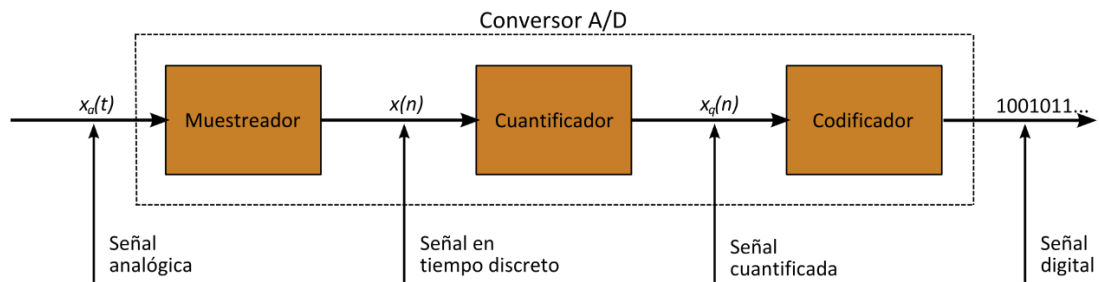 Conversor A/D
xa(t)
Muestreador
x(n)
Cuantificador
xq(n)
Codificador
1001011...
Señal
analógica
Señal en
tiempo discreto
Señal
cuantificada
Señal
digital